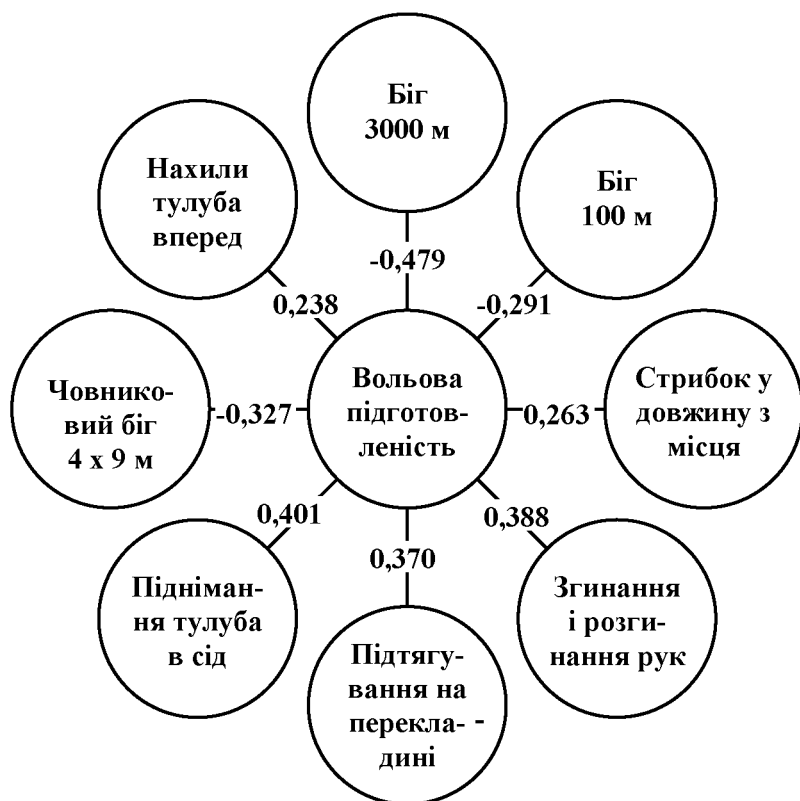 Біг
3000 м
Нахили
тулуба
вперед
Біг
100 м
-0,479
0,238
-0,291
Човнико-
вий біг
4 х 9 м
-0,327
Вольова
підготов-
леність
0,263
Стрибок у
довжину з
місця
0,401
0,370
0,388
Підніман-
ня тулуба
в сід
Підтягу-
вання на
перекла- -
дині
Згинання
і розги-
нання рук